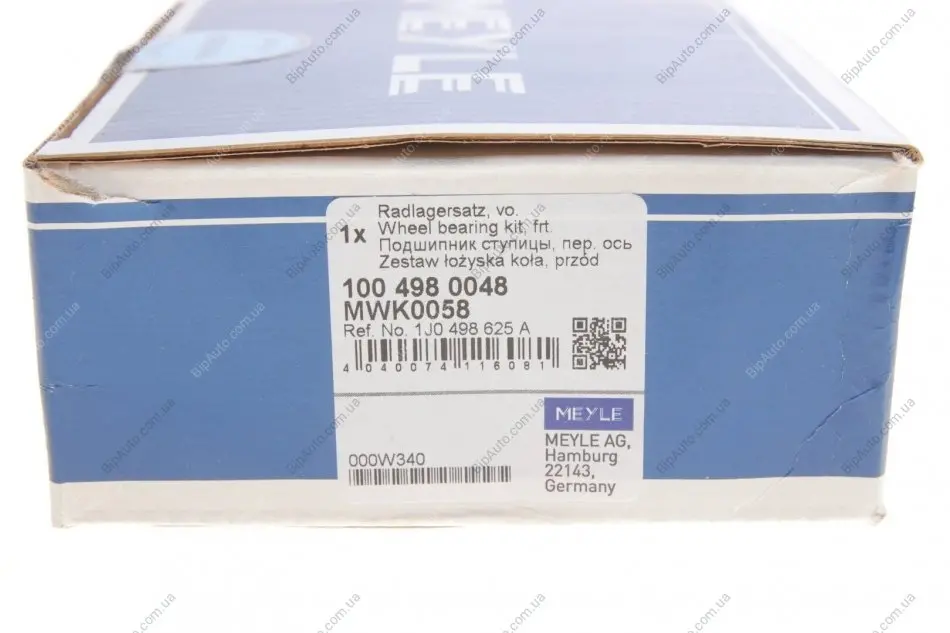 MEYLE
Radlagersatz, vo.
1x Wheel bearing kit, frt.
Подшипник ступицы, пер. ось
Zestaw łożyska koła, przód
100 498 0048
MWK0058
Ref. No. 1J0 498 625 A
4 040074 116081
MEYLE
MEYLE AG,
Hamburg
22143,
Germany
000W340
BipAuto.com.ua